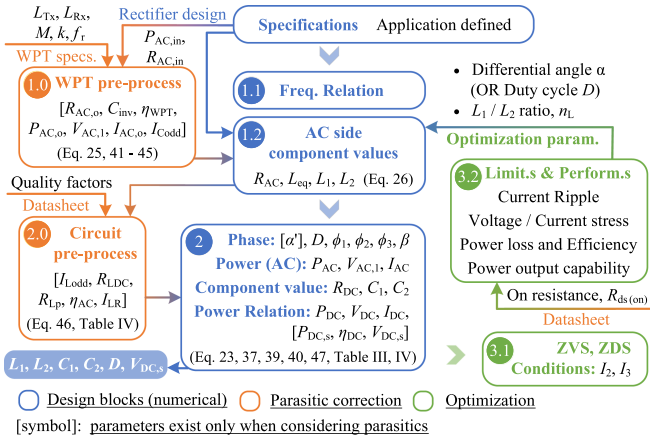 L_Tx, L_Rx,
M, k, f_r
WPT specs.
Rectifier design
P_AC,in,
R_AC,in
Specifications Application defined
1.0 WPT pre-process
[R_AC,o, C_inv, η_WPT,
P_AC,o, V_AC,1, I_AC,o, I_Codd]
(Eq. 25, 41 - 45)
1.1 Freq. Relation
1.2 AC side
component values
R_AC, L_eq, L_1, L_2 (Eq. 26)
• Differential angle α
(OR Duty cycle D)
• L_1 / L_2 ratio, n_L
Optimization param.
3.2 Limit.s & Perform.s
Current Ripple
Voltage / Current stress
Power loss and Efficiency
Power output capability
On resistance, R_ds (on)
Datasheet
Quality factors
Datasheet
2.0 Circuit
pre-process
[I_Lodd, R_LDC,
R_Lp, η_AC, I_LR]
(Eq. 46, Table IV)
2 Phase: [α'], D, ϕ_1, ϕ_2, ϕ_3, β
Power (AC): P_AC, V_AC,1, I_AC
Component value: R_DC, C_1, C_2
Power Relation: P_DC, V_DC, I_DC,
[P_DC,s, η_DC, V_DC,s]
(Eq. 23, 37, 39, 40, 47, Table III, IV)
L_1, L_2, C_1, C_2, D, V_DC,s
3.1 ZVS, ZDS
Conditions: I_2, I_3
Design blocks (numerical) Parasitic correction Optimization
[symbol]: parameters exist only when considering parasitics